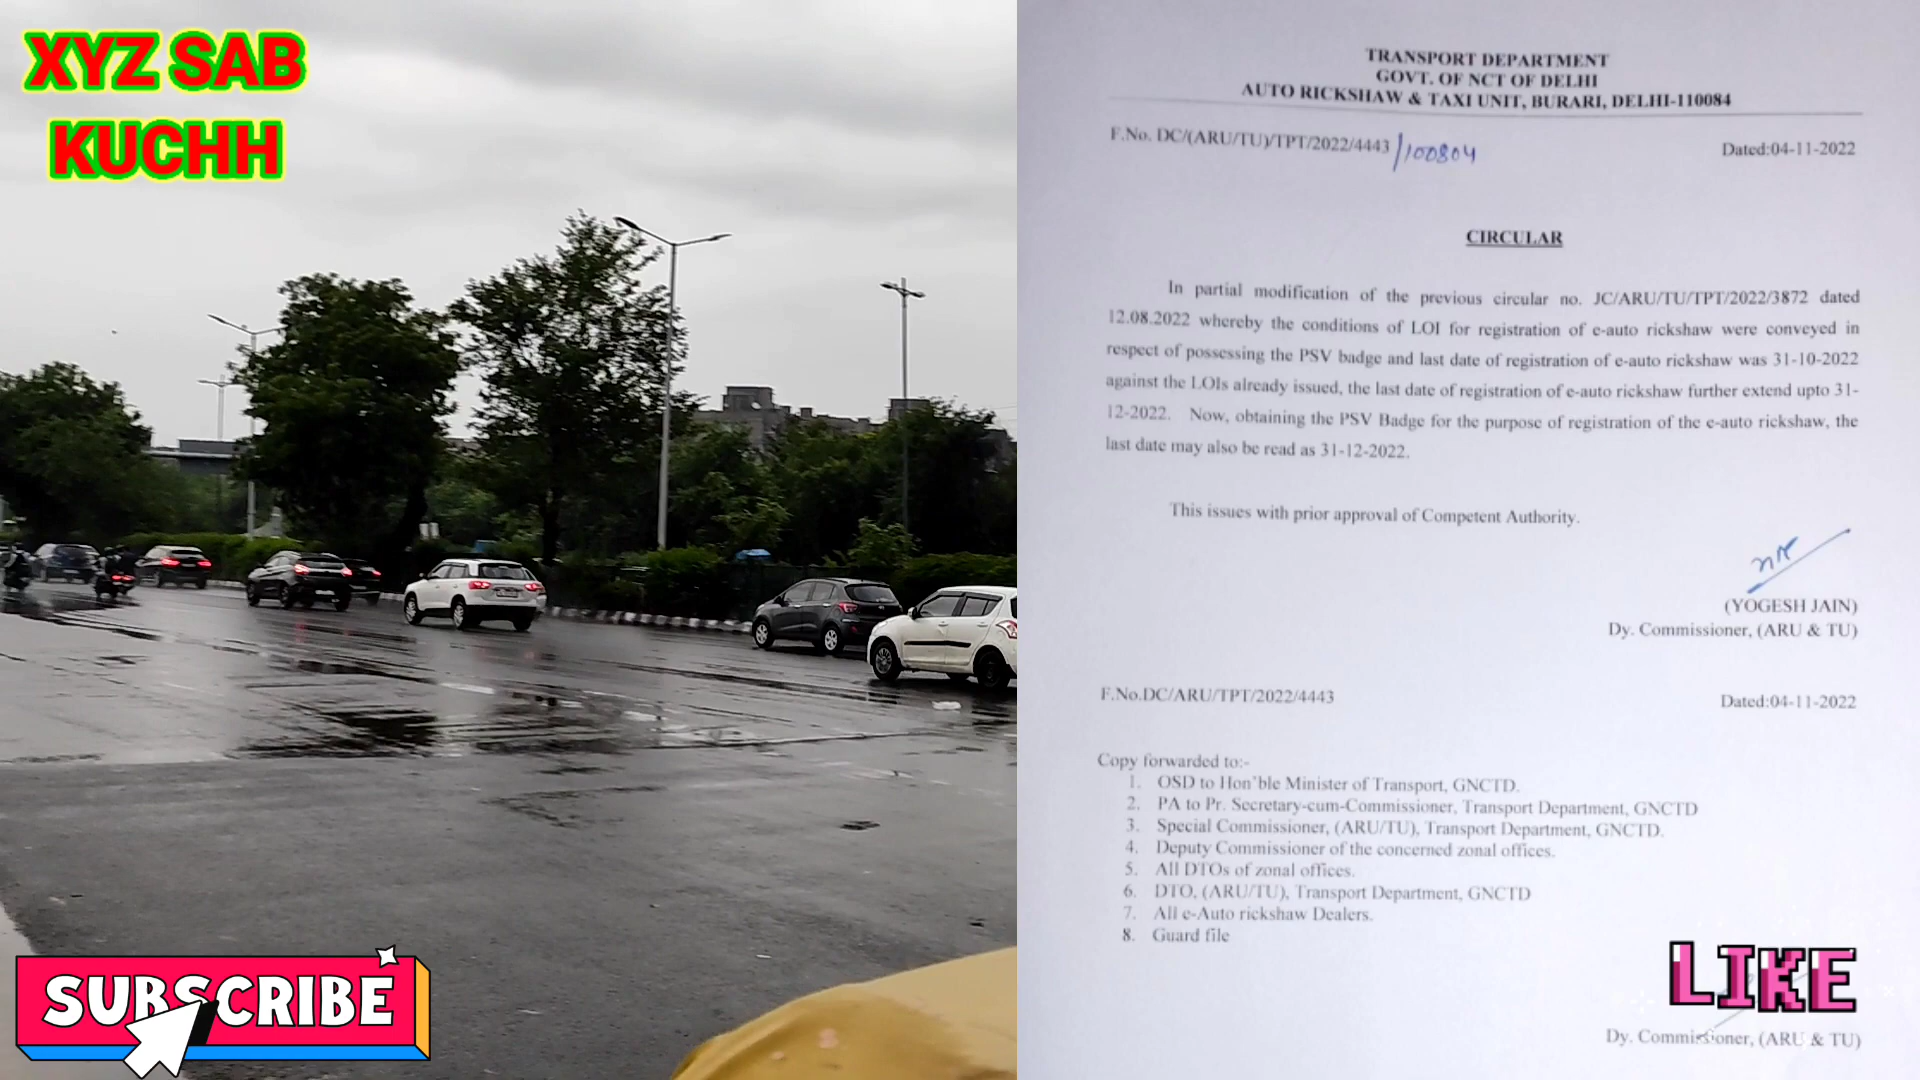 XYZ SAB
KUCHH
SUBSCRIBE
TRANSPORT DEPARTMENT
GOVT. OF NCT OF DELHI
AUTO RICKSHAW & TAXI UNIT, BURARI, DELHI-110084
F.No. DC/(ARU/TU)/TPT/2022/4443/100804
Dated:04-11-2022
CIRCULAR
In partial modification of the previous circular no. JC/ARU/TU/TPT/2022/3872 dated
12.08.2022 whereby the conditions of LOI for registration of e-auto rickshaw were conveyed in
respect of possessing the PSV badge and last date of registration of e-auto rickshaw was 31-10-2022
against the LOIs already issued, the last date of registration of e-auto rickshaw further extend upto 31-
12-2022. Now, obtaining the PSV Badge for the purpose of registration of the e-auto rickshaw, the
last date may also be read as 31-12-2022.
This issues with prior approval of Competent Authority.
(YOGESH JAIN)
Dy. Commissioner, (ARU & TU)
F.No.DC/ARU/TPT/2022/4443
Dated:04-11-2022
Copy forwarded to:-
1. OSD to Hon'ble Minister of Transport, GNCTD.
2. PA to Pr. Secretary-cum-Commissioner, Transport Department, GNCTD
3. Special Commissioner, (ARU/TU), Transport Department, GNCTD.
4. Deputy Commissioner of the concerned zonal offices.
5. All DTOs of zonal offices.
6. DTO, (ARU/TU), Transport Department, GNCTD
7. All e-Auto rickshaw Dealers.
8. Guard file
LIKE
Dy. Commissioner, (ARU & TU)